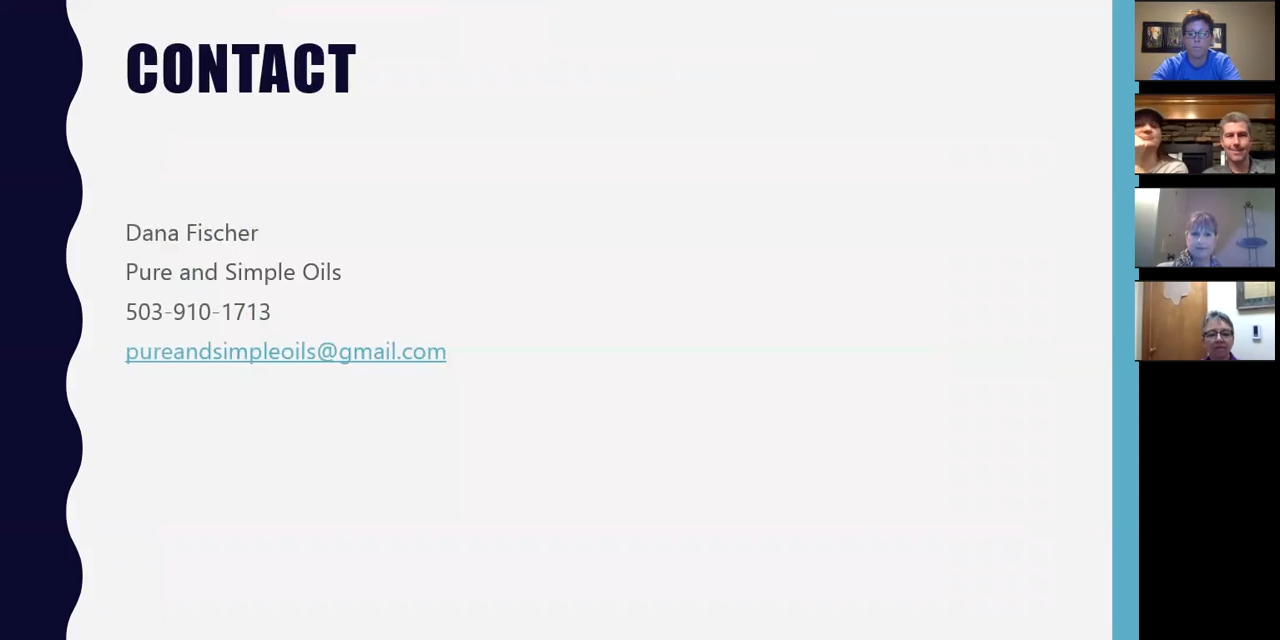 CONTACT
Dana Fischer
Pure and Simple Oils
503-910-1713
pureandsimpleoils@gmail.com